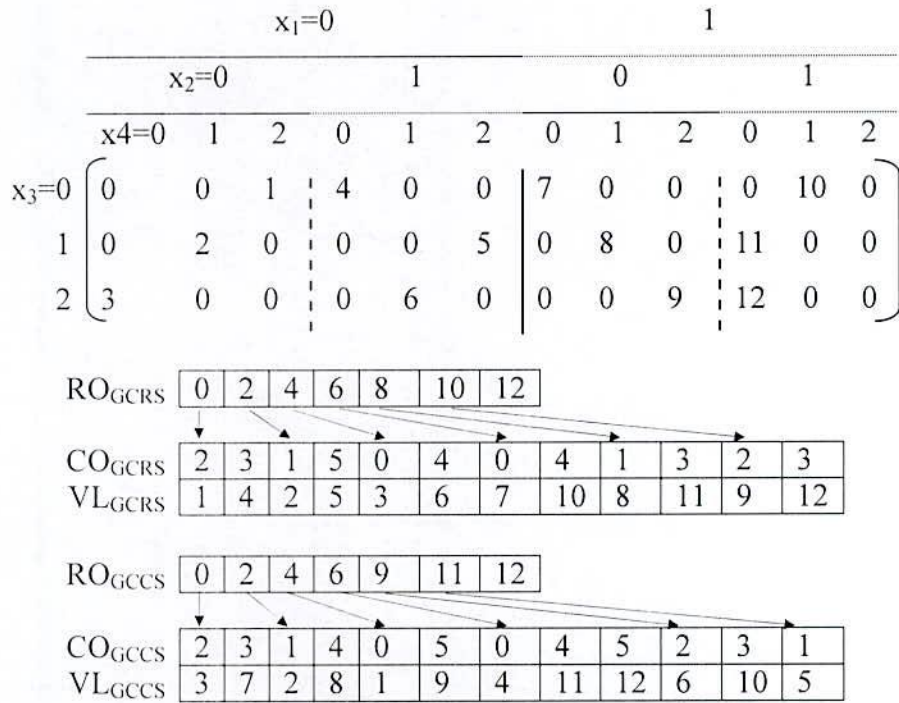 x₁=0 1
x₂=0 1 0 1
x4=0 1 2 0 1 2 0 1 2 0 1 2
x₃=0 0 0 1 4 0 0 7 0 0 0 10 0
1 0 2 0 0 0 5 0 8 0 11 0 0
2 3 0 0 0 6 0 0 0 9 12 0 0
RO_GCRS 0 2 4 6 8 10 12
CO_GCRS 2 3 1 5 0 4 0 4 1 3 2 3
VL_GCRS 1 4 2 5 3 6 7 10 8 11 9 12
RO_GCCS 0 2 4 6 9 11 12
CO_GCCS 2 3 1 4 0 5 0 4 5 2 3 1
VL_GCCS 3 7 2 8 1 9 4 11 12 6 10 5